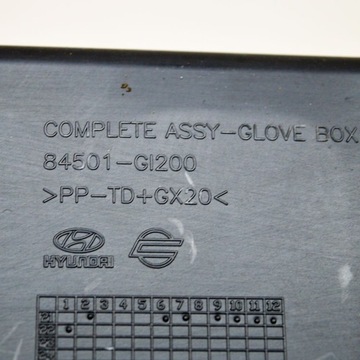 COMPLETE ASSY-GLOVE BOX
84501-GI200
>PP-TD+GX20<
HYUNDAI
1 2 3 4 5 6 7 8 9 10 11 12